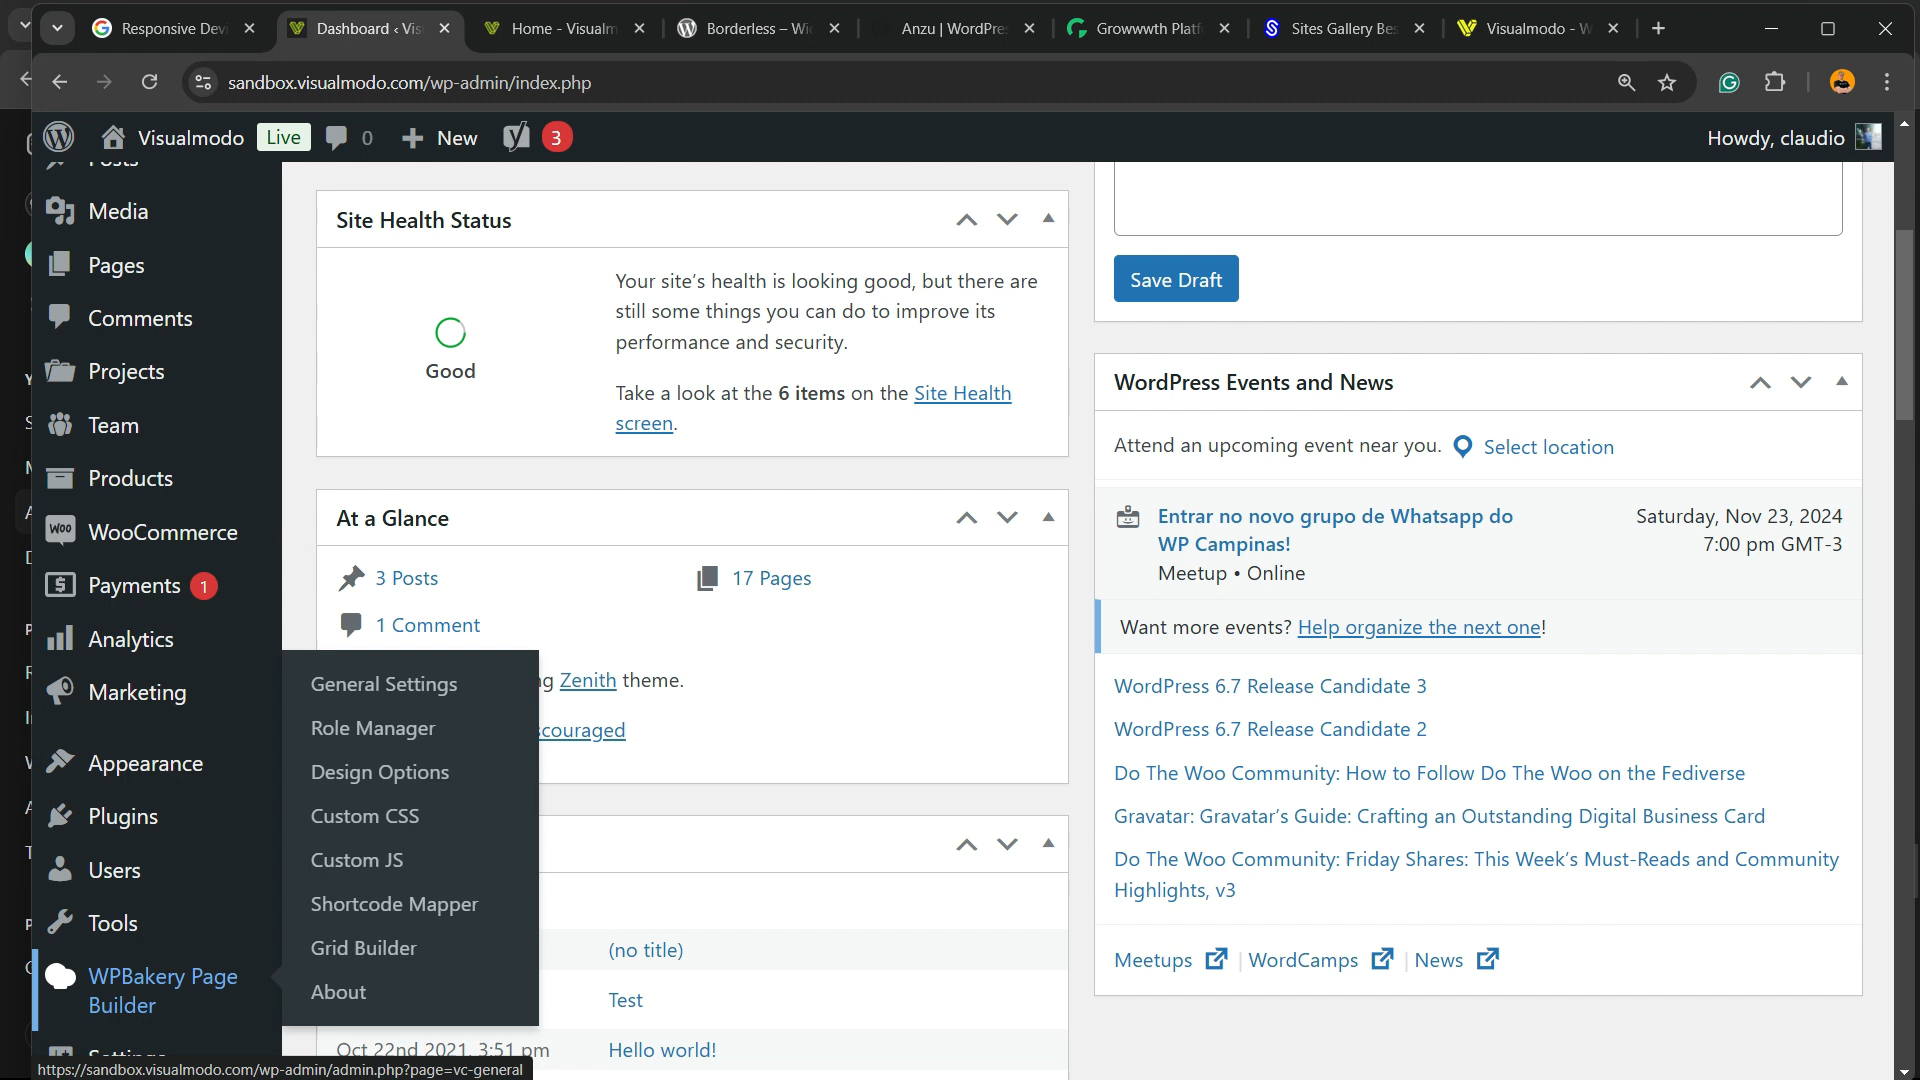 Responsive Dev
Dashboard ‹ Vis
Home - Visualm
Borderless – Wi
Anzu | WordPre
Growwwth Platf
Sites Gallery Bes
Visualmodo - W
sandbox.visualmodo.com/wp-admin/index.php
Visualmodo
Live
0
New
3
Howdy, claudio
Posts
Media
Pages
Comments
Projects
Team
Products
WooCommerce
Payments 1
Analytics
Marketing
Appearance
Plugins
Users
Tools
WPBakery Page
Builder
Settings
General Settings
Role Manager
Design Options
Custom CSS
Custom JS
Shortcode Mapper
Grid Builder
About
Site Health Status
Good
Your site's health is looking good, but there are
still some things you can do to improve its
performance and security.
Take a look at the 6 items on the Site Health
screen.
At a Glance
3 Posts
17 Pages
1 Comment
ng Zenith theme.
scouraged
(no title)
Test
Oct 22nd 2021, 3:51 pm
Hello world!
Save Draft
WordPress Events and News
Attend an upcoming event near you.
Select location
Entrar no novo grupo de Whatsapp do
WP Campinas!
Meetup • Online
Saturday, Nov 23, 2024
7:00 pm GMT-3
Want more events? Help organize the next one!
WordPress 6.7 Release Candidate 3
WordPress 6.7 Release Candidate 2
Do The Woo Community: How to Follow Do The Woo on the Fediverse
Gravatar: Gravatar's Guide: Crafting an Outstanding Digital Business Card
Do The Woo Community: Friday Shares: This Week's Must-Reads and Community
Highlights, v3
Meetups | WordCamps | News
https://sandbox.visualmodo.com/wp-admin/admin.php?page=vc-general